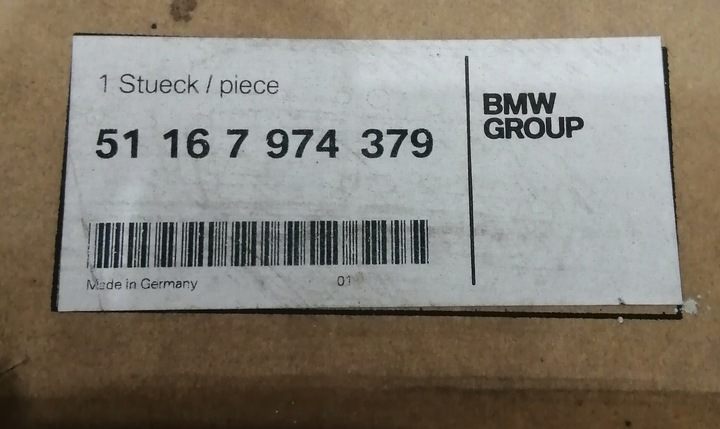 1 Stueck / piece
51 16 7 974 379
BMW
GROUP
Made in Germany
01